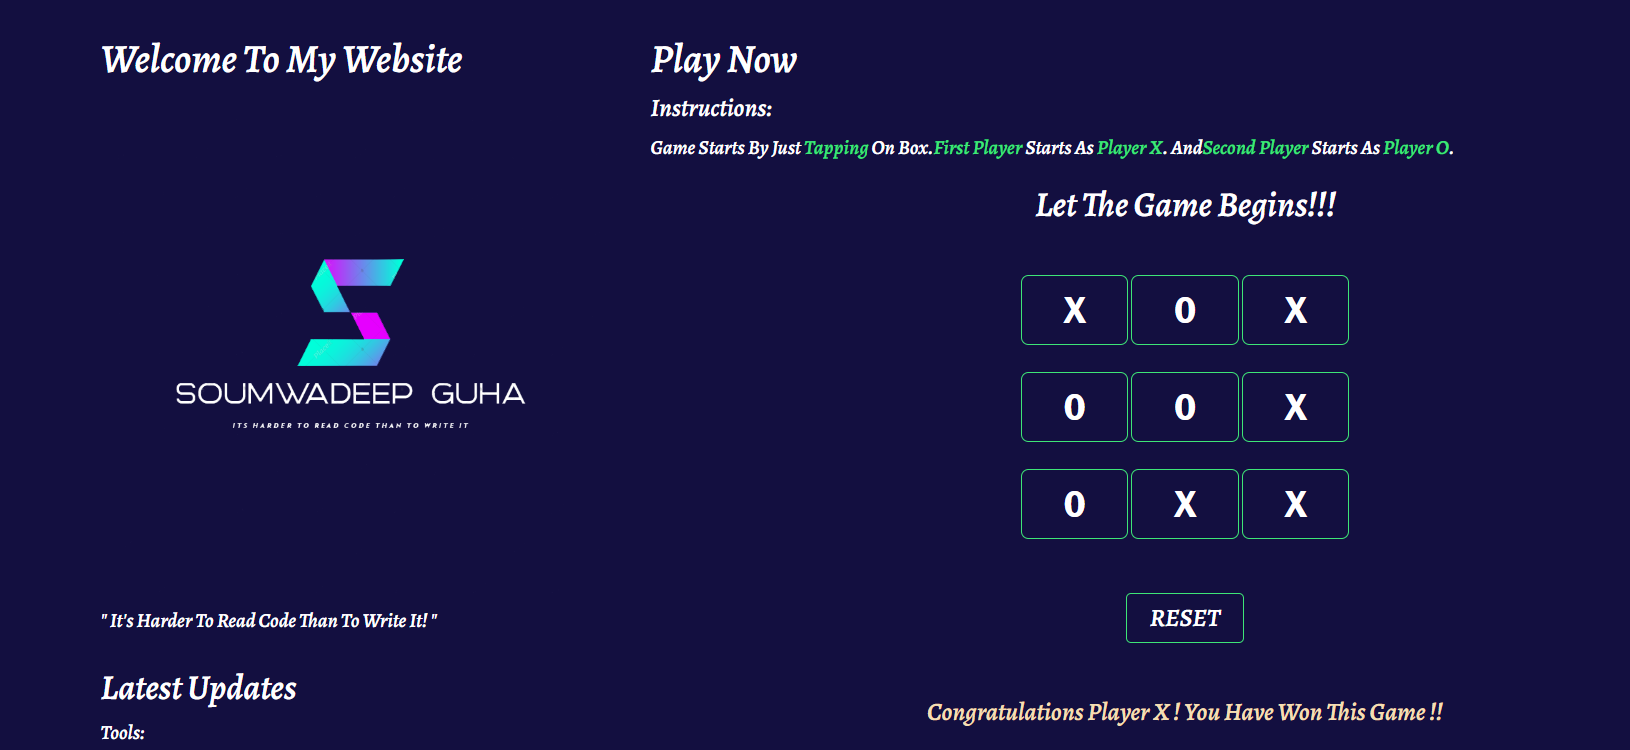 Welcome To My Website
SOUMWADEEP GUHA
ITS HARDER TO READ CODE THAN TO WRITE IT
" It's Harder To Read Code Than To Write It! "
Latest Updates
Tools:
Play Now
Instructions:
Game Starts By Just Tapping On Box.First Player Starts As Player X. AndSecond Player Starts As Player O.
Let The Game Begins!!!
X 0 X
0 0 X
0 X X
RESET
Congratulations Player X ! You Have Won This Game !!